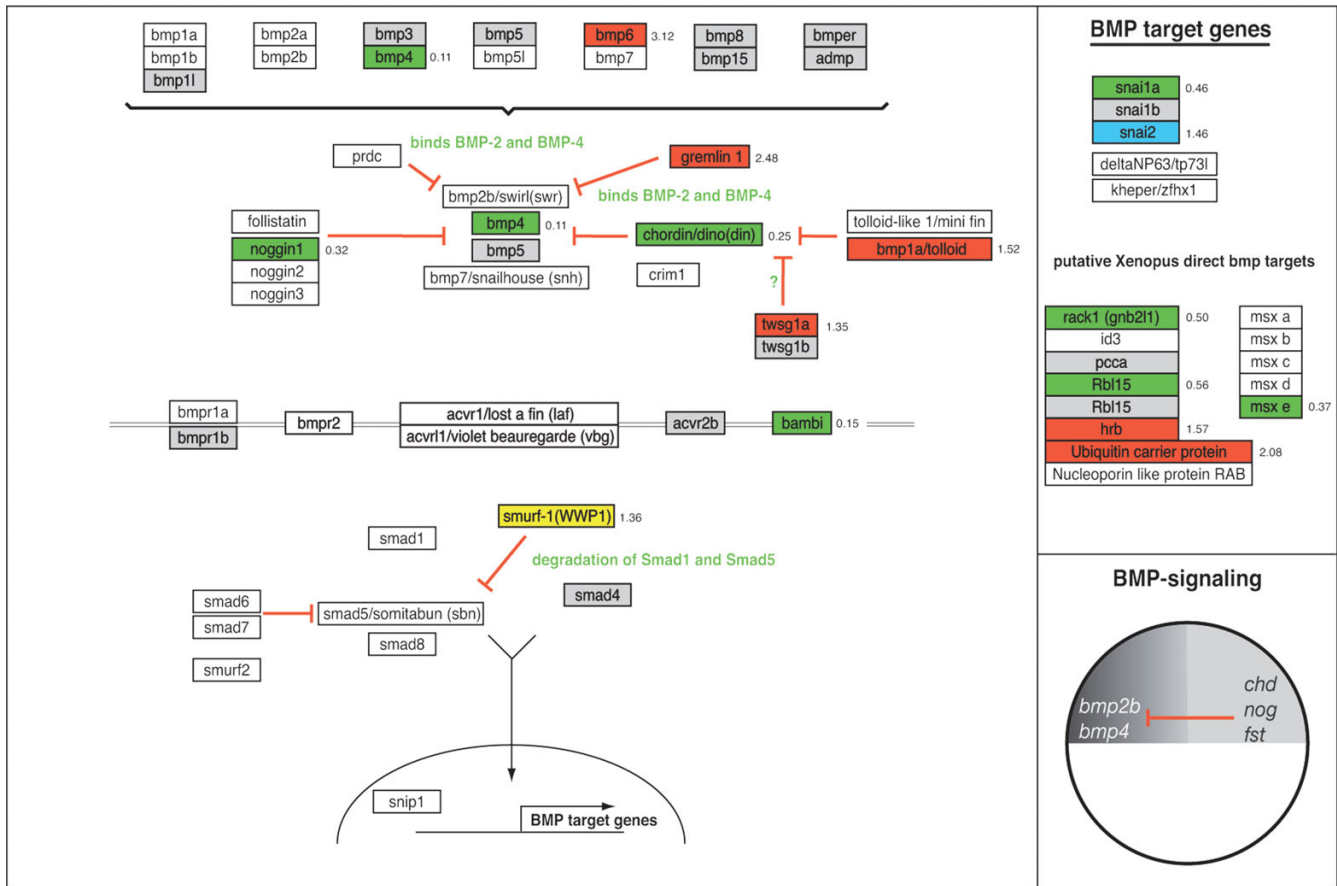 bmp1a
bmp1b
bmp1l
bmp2a
bmp2b
bmp3
bmp4 0.11
bmp5
bmp5l
bmp6 3.12
bmp7
bmp8
bmp15
bmper
admp
binds BMP-2 and BMP-4
prdc
gremlin 1 2.48
bmp2b/swirl(swr)
binds BMP-2 and BMP-4
follistatin
noggin1 0.32
noggin2
noggin3
bmp4 0.11
bmp5
bmp7/snailhouse (snh)
chordin/dino(din) 0.25
crim1
tolloid-like 1/mini fin
bmp1a/tolloid 1.52
?
twsg1a 1.35
twsg1b
bmpr1a
bmpr1b
bmpr2
acvr1/lost a fin (laf)
acvrl1/violet beauregarde (vbg)
acvr2b
bambi 0.15
smurf-1(WWP1) 1.36
smad1
degradation of Smad1 and Smad5
smad4
smad6
smad7
smad5/somitabun (sbn)
smad8
smurf2
snip1
BMP target genes
BMP target genes
snai1a 0.46
snai1b
snai2 1.46
deltaNP63/tp73l
kheper/zfhx1
putative Xenopus direct bmp targets
rack1 (gnb2l1) 0.50
id3
pcca
Rbl15 0.56
Rbl15
hrb 1.57
Ubiquitin carrier protein 2.08
Nucleoporin like protein RAB
msx a
msx b
msx c
msx d
msx e 0.37
BMP-signaling
bmp2b
bmp4
chd
nog
fst